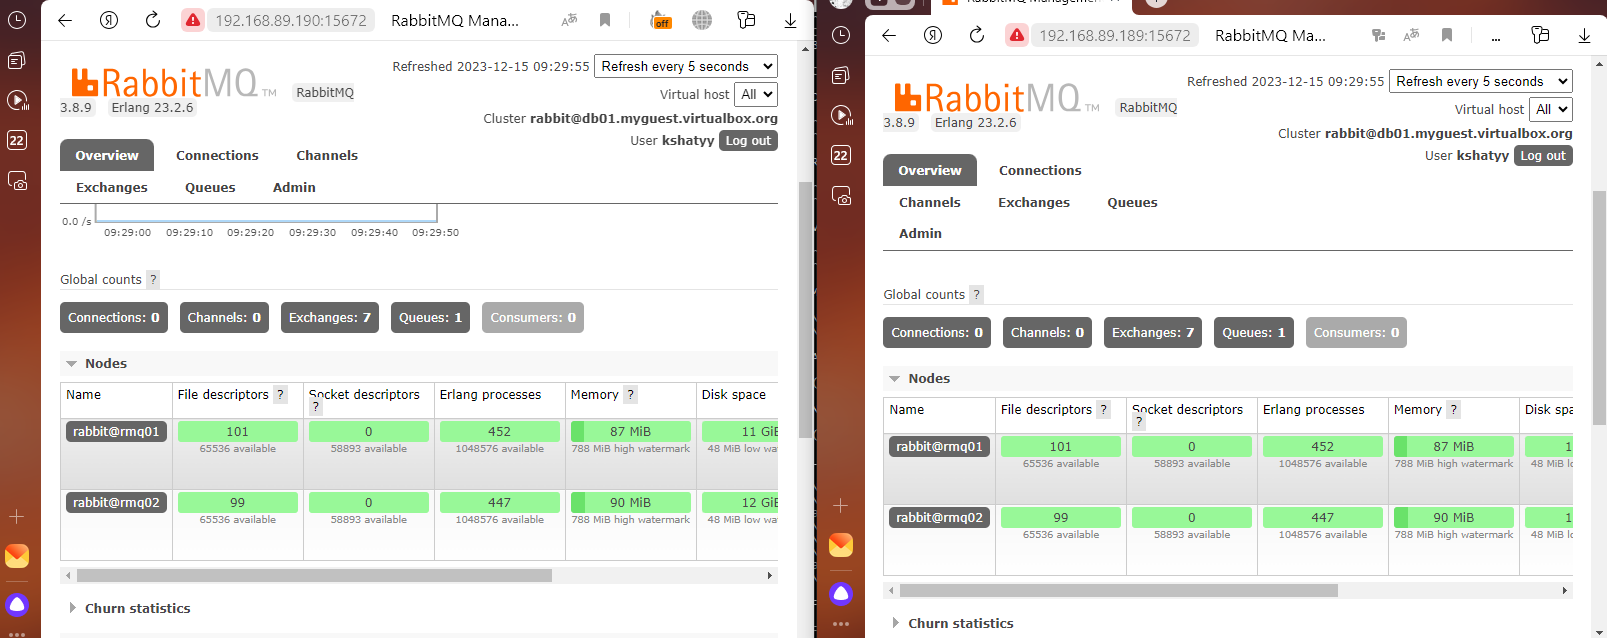 192.168.89.190:15672 RabbitMQ Mana... off
22
RabbitMQ TM RabbitMQ
3.8.9 Erlang 23.2.6
Refreshed 2023-12-15 09:29:55 Refresh every 5 seconds
Virtual host All
Cluster rabbit@db01.myguest.virtualbox.org
User kshatyy Log out
Overview Connections Channels
Exchanges Queues Admin
0.0 /s
09:29:00 09:29:10 09:29:20 09:29:30 09:29:40 09:29:50
Global counts ?
Connections: 0 Channels: 0 Exchanges: 7 Queues: 1 Consumers: 0
Nodes
Name File descriptors ? Socket descriptors ? Erlang processes Memory ? Disk space
rabbit@rmq01 101 0 452 87 MiB 11 GiB
65536 available 58893 available 1048576 available 788 MiB high watermark 48 MiB low wa
rabbit@rmq02 99 0 447 90 MiB 12 GiB
65536 available 58893 available 1048576 available 788 MiB high watermark 48 MiB low wa
Churn statistics
RabbitMQ Management
192.168.89.189:15672 RabbitMQ Ma... ...
22
RabbitMQ TM RabbitMQ
3.8.9 Erlang 23.2.6
Refreshed 2023-12-15 09:29:55 Refresh every 5 seconds
Virtual host All
Cluster rabbit@db01.myguest.virtualbox.org
User kshatyy Log out
Overview Connections
Channels Exchanges Queues
Admin
Global counts ?
Connections: 0 Channels: 0 Exchanges: 7 Queues: 1 Consumers: 0
Nodes
Name File descriptors ? Socket descriptors ? Erlang processes Memory ? Disk spa
rabbit@rmq01 101 0 452 87 MiB 1
65536 available 58893 available 1048576 available 788 MiB high watermark 48 MiB lo
rabbit@rmq02 99 0 447 90 MiB 1
65536 available 58893 available 1048576 available 788 MiB high watermark 48 MiB lo
Churn statistics